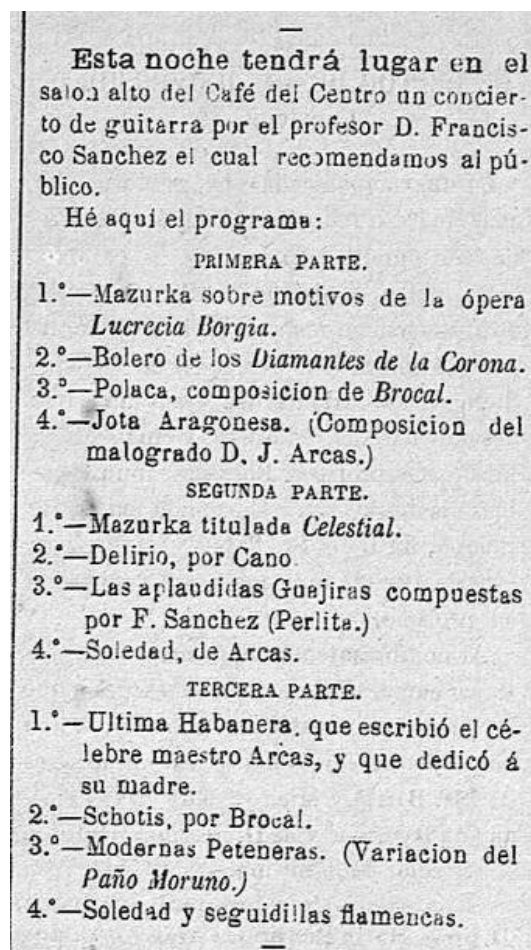 Esta noche tendrá lugar en el
salon alto del Café del Centro un concier-
to de guitarra por el profesor D. Francis-
co Sanchez el cual recomendamos al pú-
blico.
Hé aquí el programa:
PRIMERA PARTE.
1.º—Mazurka sobre motivos de la ópera
Lucrecia Borgia.
2.º—Bolero de los Diamantes de la Corona.
3.º—Polaca, composicion de Brocal.
4.º—Jota Aragonesa. (Composicion del
malogrado D. J. Arcas.)
SEGUNDA PARTE.
1.º—Mazurka titulada Celestial.
2.º—Delirio, por Cano
3.º—Las aplaudidas Guajiras compuestas
por F. Sanchez (Perlita.)
4.º—Soledad, de Arcas.
TERCERA PARTE.
1.º—Ultima Habanera, que escribió el cé-
lebre maestro Arcas, y que dedicó á
su madre.
2.º—Schotis, por Brocal.
3.º—Modernas Peteneras. (Variacion del
Paño Moruno.)
4.º—Soledad y seguidillas flamencas.